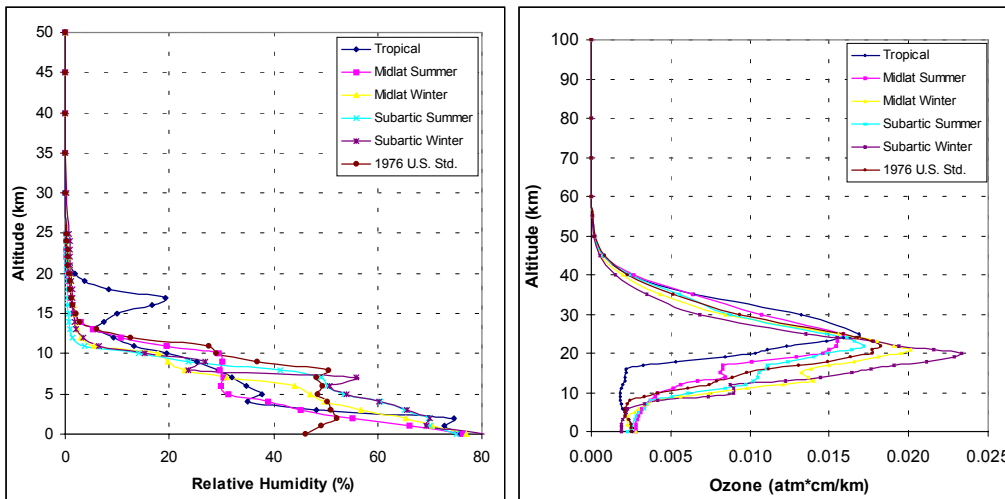 50
45
40
35
30
25
20
15
10
5
0
Altitude (km)
0 20 40 60 80
Relative Humidity (%)
Tropical
Midlat Summer
Midlat Winter
Subartic Summer
Subartic Winter
1976 U.S. Std.
100
90
80
70
60
50
40
30
20
10
0
Altitude (km)
0.000 0.005 0.010 0.015 0.020 0.025
Ozone (atm*cm/km)
Tropical
Midlat Summer
Midlat Winter
Subartic Summer
Subartic Winter
1976 U.S. Std.